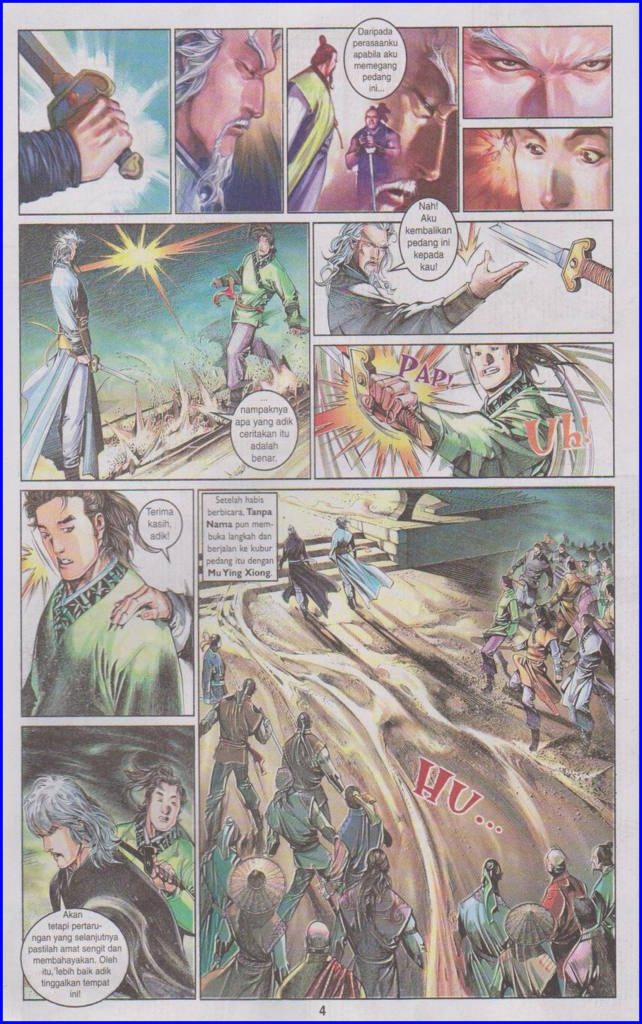 Daripada
perasaanku
apabila aku
memegang
pedang
ini...
Nah!
Aku
kembalikan
pedang ini
kepada
kau!
...
nampaknya
apa yang adik
ceritakan itu
adalah
benar.
PAP!
Uh!
Terima
kasih,
adik!
Setelah habis
berbicara, Tanpa
Nama pun mem-
buka langkah dan
berjalan ke kubur
pedang itu dengan
Mu Ying Xiong.
HU...
Akan
tetapi pertaru-
ngan yang selanjutnya
pastilah amat sengit dan
membahayakan. Oleh
itu, lebih baik adik
tinggalkan tempat
ini!
4